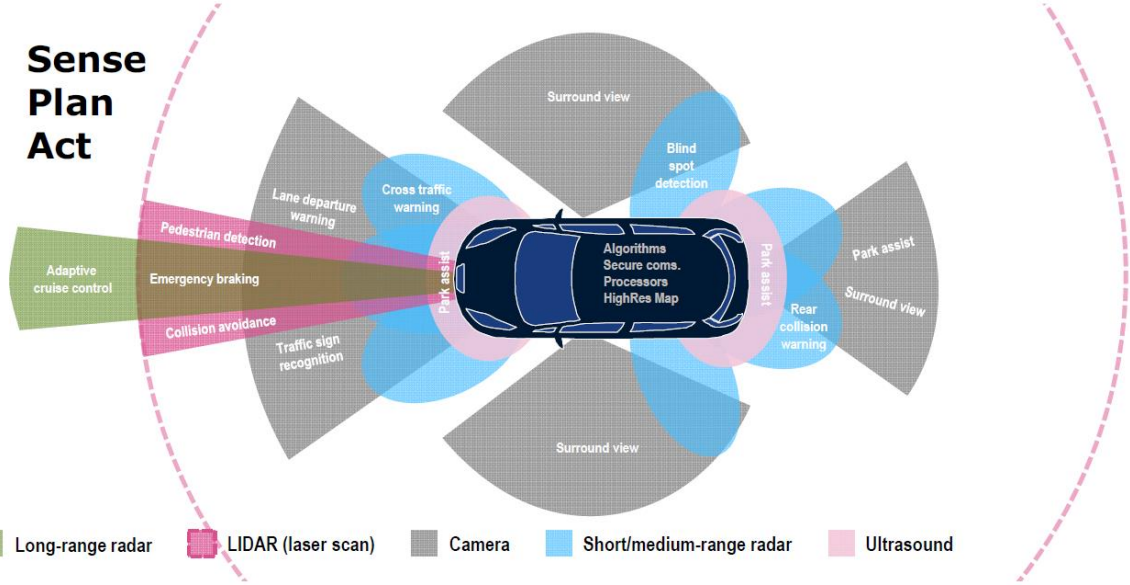 Sense
Plan
Act
Surround view
Blind
spot
detection
Lane departure
warning
Cross traffic
warning
Pedestrian detection
Adaptive
cruise control
Emergency braking
Park assist
Algorithms
Secure coms.
Processors
HighRes Map
Park assist
Park assist
Surround view
Collision avoidance
Rear
collision
warning
Traffic sign
recognition
Surround view
Long-range radar
LIDAR (laser scan)
Camera
Short/medium-range radar
Ultrasound